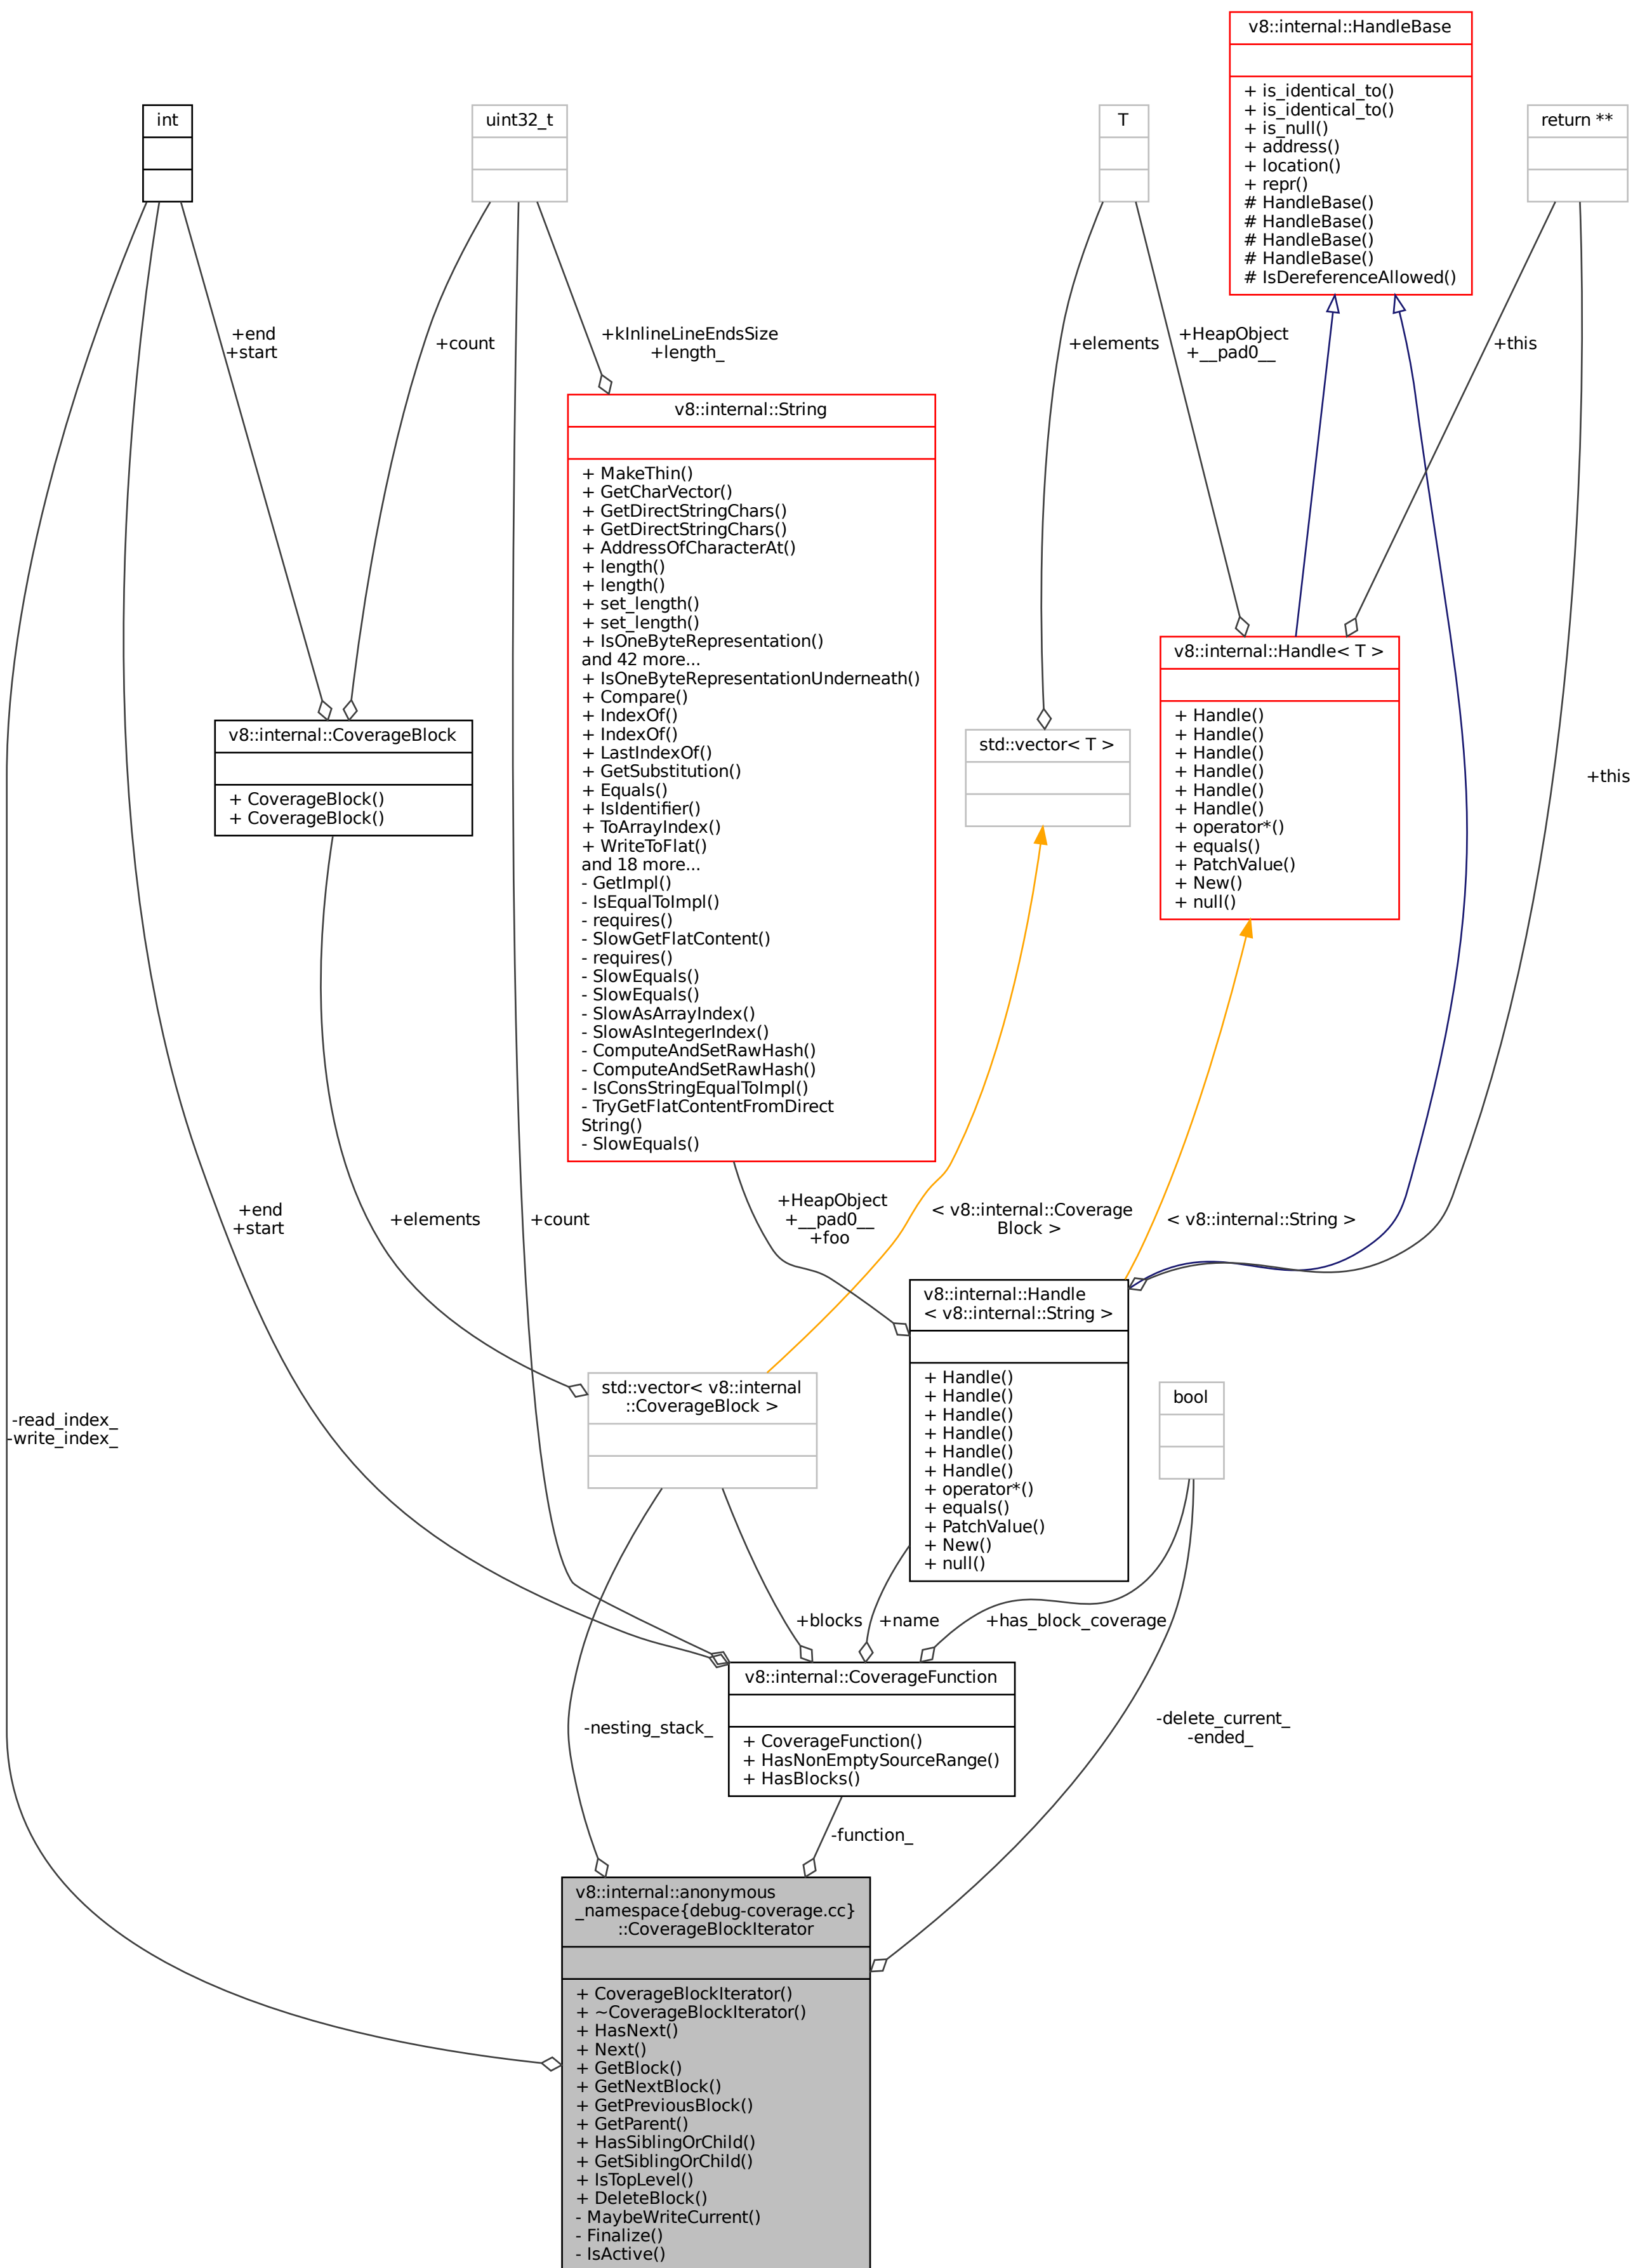 v8::internal::HandleBase
+ is_identical_to()
+ is_identical_to()
+ is_null()
+ address()
+ location()
+ repr()
# HandleBase()
# HandleBase()
# HandleBase()
# HandleBase()
# IsDereferenceAllowed()
int
uint32_t
T
return **
+end
+start
+count
+kInlineLineEndsSize
+length_
+elements
+HeapObject
+__pad0__
+this
v8::internal::String
+ MakeThin()
+ GetCharVector()
+ GetDirectStringChars()
+ GetDirectStringChars()
+ AddressOfCharacterAt()
+ length()
+ length()
+ set_length()
+ set_length()
+ IsOneByteRepresentation()
and 42 more...
+ IsOneByteRepresentationUnderneath()
+ Compare()
+ IndexOf()
+ IndexOf()
+ LastIndexOf()
+ GetSubstitution()
+ Equals()
+ IsIdentifier()
+ ToArrayIndex()
+ WriteToFlat()
and 18 more...
- GetImpl()
- IsEqualToImpl()
- requires()
- SlowGetFlatContent()
- requires()
- SlowEquals()
- SlowEquals()
- SlowAsArrayIndex()
- SlowAsIntegerIndex()
- ComputeAndSetRawHash()
- ComputeAndSetRawHash()
- IsConsStringEqualToImpl()
- TryGetFlatContentFromDirect
String()
- SlowEquals()
v8::internal::Handle< T >
+ Handle()
+ Handle()
+ Handle()
+ Handle()
+ Handle()
+ Handle()
+ operator*()
+ equals()
+ PatchValue()
+ New()
+ null()
v8::internal::CoverageBlock
+ CoverageBlock()
+ CoverageBlock()
std::vector< T >
+this
+end
+start
+elements
+count
+HeapObject
+__pad0__
+foo
< v8::internal::Coverage
Block >
< v8::internal::String >
v8::internal::Handle
< v8::internal::String >
+ Handle()
+ Handle()
+ Handle()
+ Handle()
+ Handle()
+ Handle()
+ operator*()
+ equals()
+ PatchValue()
+ New()
+ null()
std::vector< v8::internal
::CoverageBlock >
bool
-read_index_
-write_index_
+blocks
+name
+has_block_coverage
v8::internal::CoverageFunction
+ CoverageFunction()
+ HasNonEmptySourceRange()
+ HasBlocks()
-nesting_stack_
-delete_current_
-ended_
-function_
v8::internal::anonymous
_namespace{debug-coverage.cc}
::CoverageBlockIterator
+ CoverageBlockIterator()
+ ~CoverageBlockIterator()
+ HasNext()
+ Next()
+ GetBlock()
+ GetNextBlock()
+ GetPreviousBlock()
+ GetParent()
+ HasSiblingOrChild()
+ GetSiblingOrChild()
+ IsTopLevel()
+ DeleteBlock()
- MaybeWriteCurrent()
- Finalize()
- IsActive()